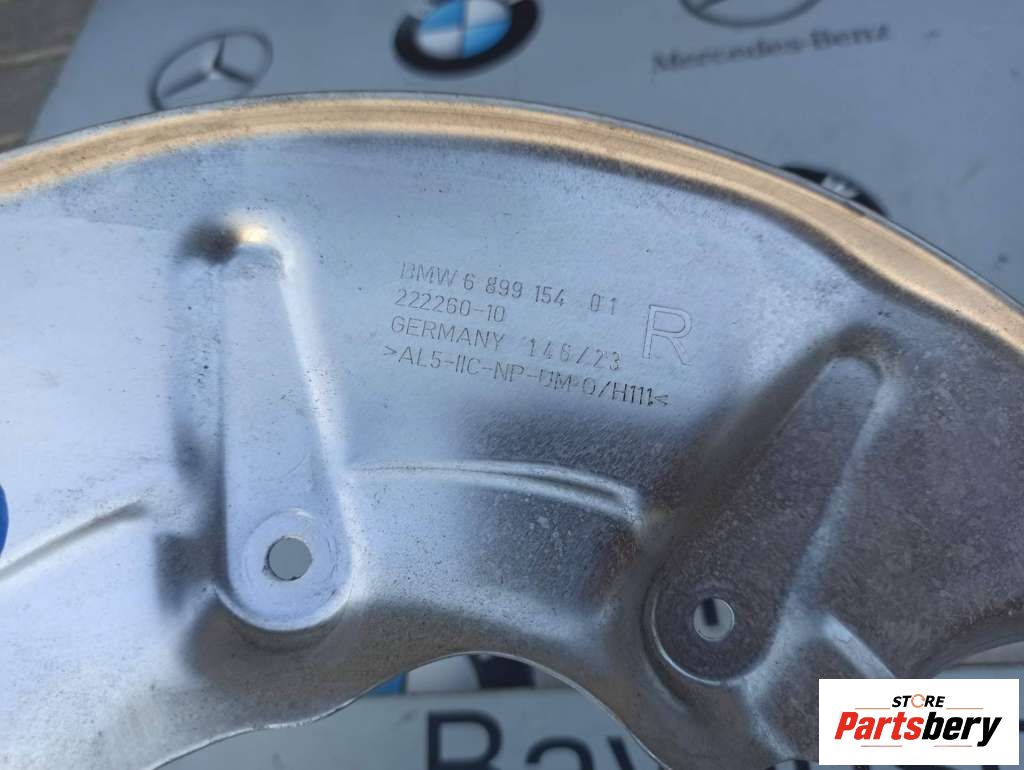 Mercedes-Benz
BMW 6 899 154 01
222260-10
GERMANY 146/23
>AL5-IIC-NP-DM-O/H111<
R
BMW
STORE
Partsbery